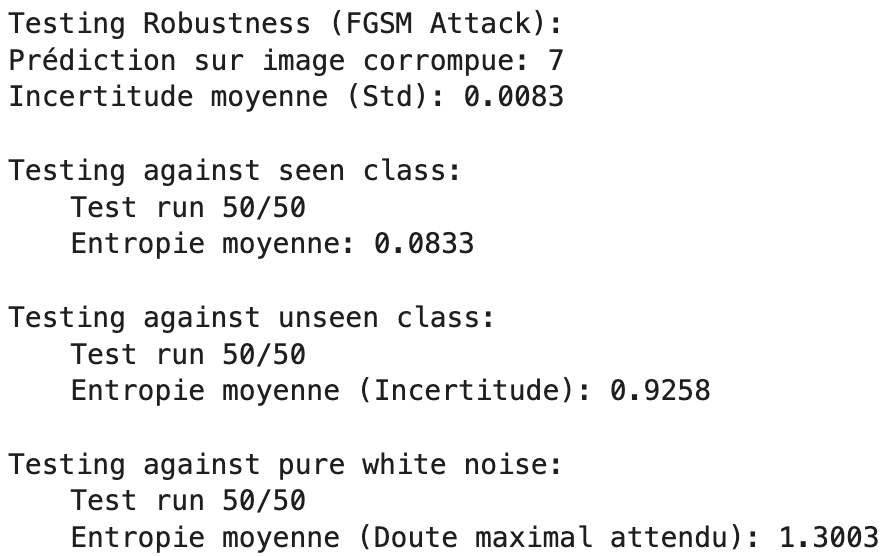 Testing Robustness (FGSM Attack):
Prédiction sur image corrompue: 7
Incertitude moyenne (Std): 0.0083

Testing against seen class:
    Test run 50/50
    Entropie moyenne: 0.0833

Testing against unseen class:
    Test run 50/50
    Entropie moyenne (Incertitude): 0.9258

Testing against pure white noise:
    Test run 50/50
    Entropie moyenne (Doute maximal attendu): 1.3003